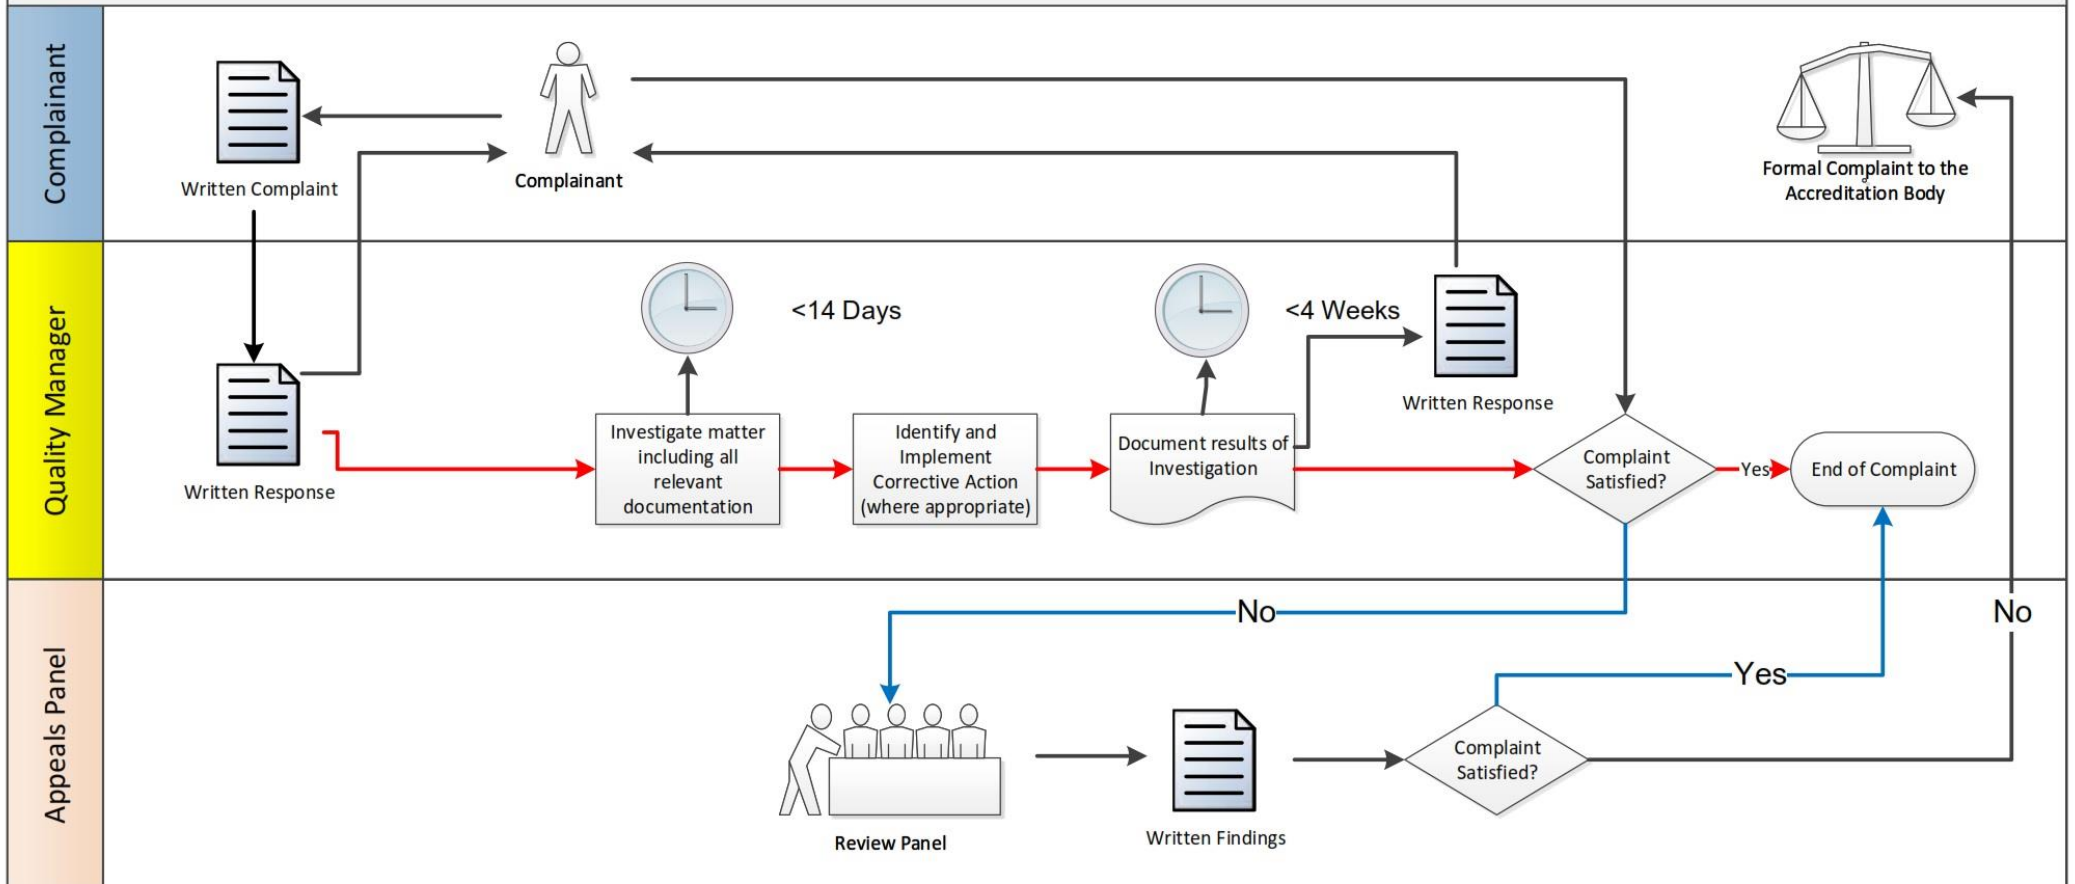 Complainant
Written Complaint
Complainant
Formal Complaint to the
Accreditation Body
Quality Manager
<14 Days
<4 Weeks
Written Response
Written Response
Investigate matter
including all
relevant
documentation
Identify and
Implement
Corrective Action
(where appropriate)
Document results of
Investigation
Complaint
Satisfied?
Yes
End of Complaint
Appeals Panel
No
No
Yes
Review Panel
Written Findings
Complaint
Satisfied?